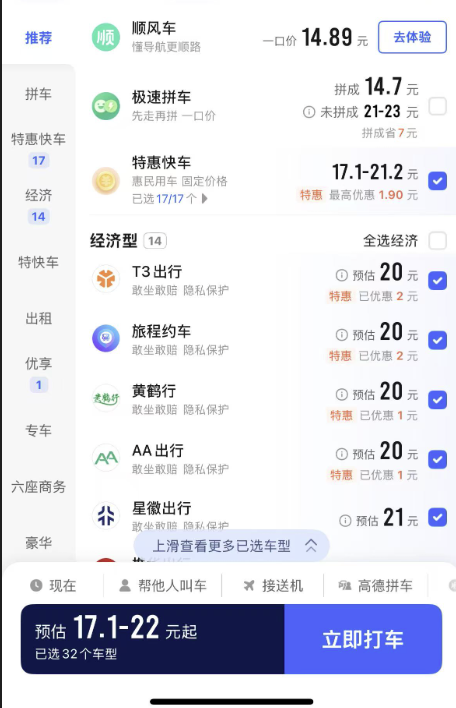 推荐
拼车
特惠快车
17
经济
14
特快车
出租
优享
1
专车
六座商务
豪华
顺
顺风车
懂导航更顺路
一口价 14.89 元
去体验
极速拼车
先走再拼 一口价
拼成 14.7 元
未拼成 21-23 元
拼成省7元
特惠快车
惠民用车 固定价格
已选 17/17 个
17.1-21.2 元
特惠 最高优惠 1.90 元
经济型 14
全选经济
T3出行
敢坐敢赔 隐私保护
预估 20 元
特惠 已优惠 2 元
旅程约车
敢坐敢赔 隐私保护
预估 20 元
特惠 已优惠 2 元
黄鹤行
黄鹤行
敢坐敢赔 隐私保护
预估 20 元
特惠 已优惠 1 元
AA出行
敢坐敢赔 隐私保护
预估 20 元
特惠 已优惠 1 元
星徽出行
敢坐敢赔 隐私保护
预估 21 元
上滑查看更多已选车型
现在
帮他人叫车
接送机
高德拼车
预估 17.1-22 元起
已选32个车型
立即打车